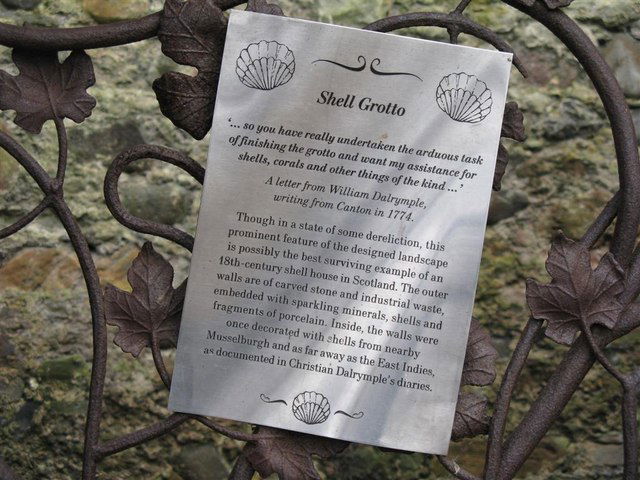 Shell Grotto
‘... so you have really undertaken the arduous task
of finishing the grotto and want my assistance for
shells, corals and other things of the kind ...’
A letter from William Dalrymple,
writing from Canton in 1774.
Though in a state of some dereliction, this
prominent feature of the designed landscape
is possibly the best surviving example of an
18th-century shell house in Scotland. The outer
walls are of carved stone and industrial waste,
embedded with sparkling minerals, shells and
fragments of porcelain. Inside, the walls were
once decorated with shells from nearby
Musselburgh and as far away as the East Indies,
as documented in Christian Dalrymple's diaries.